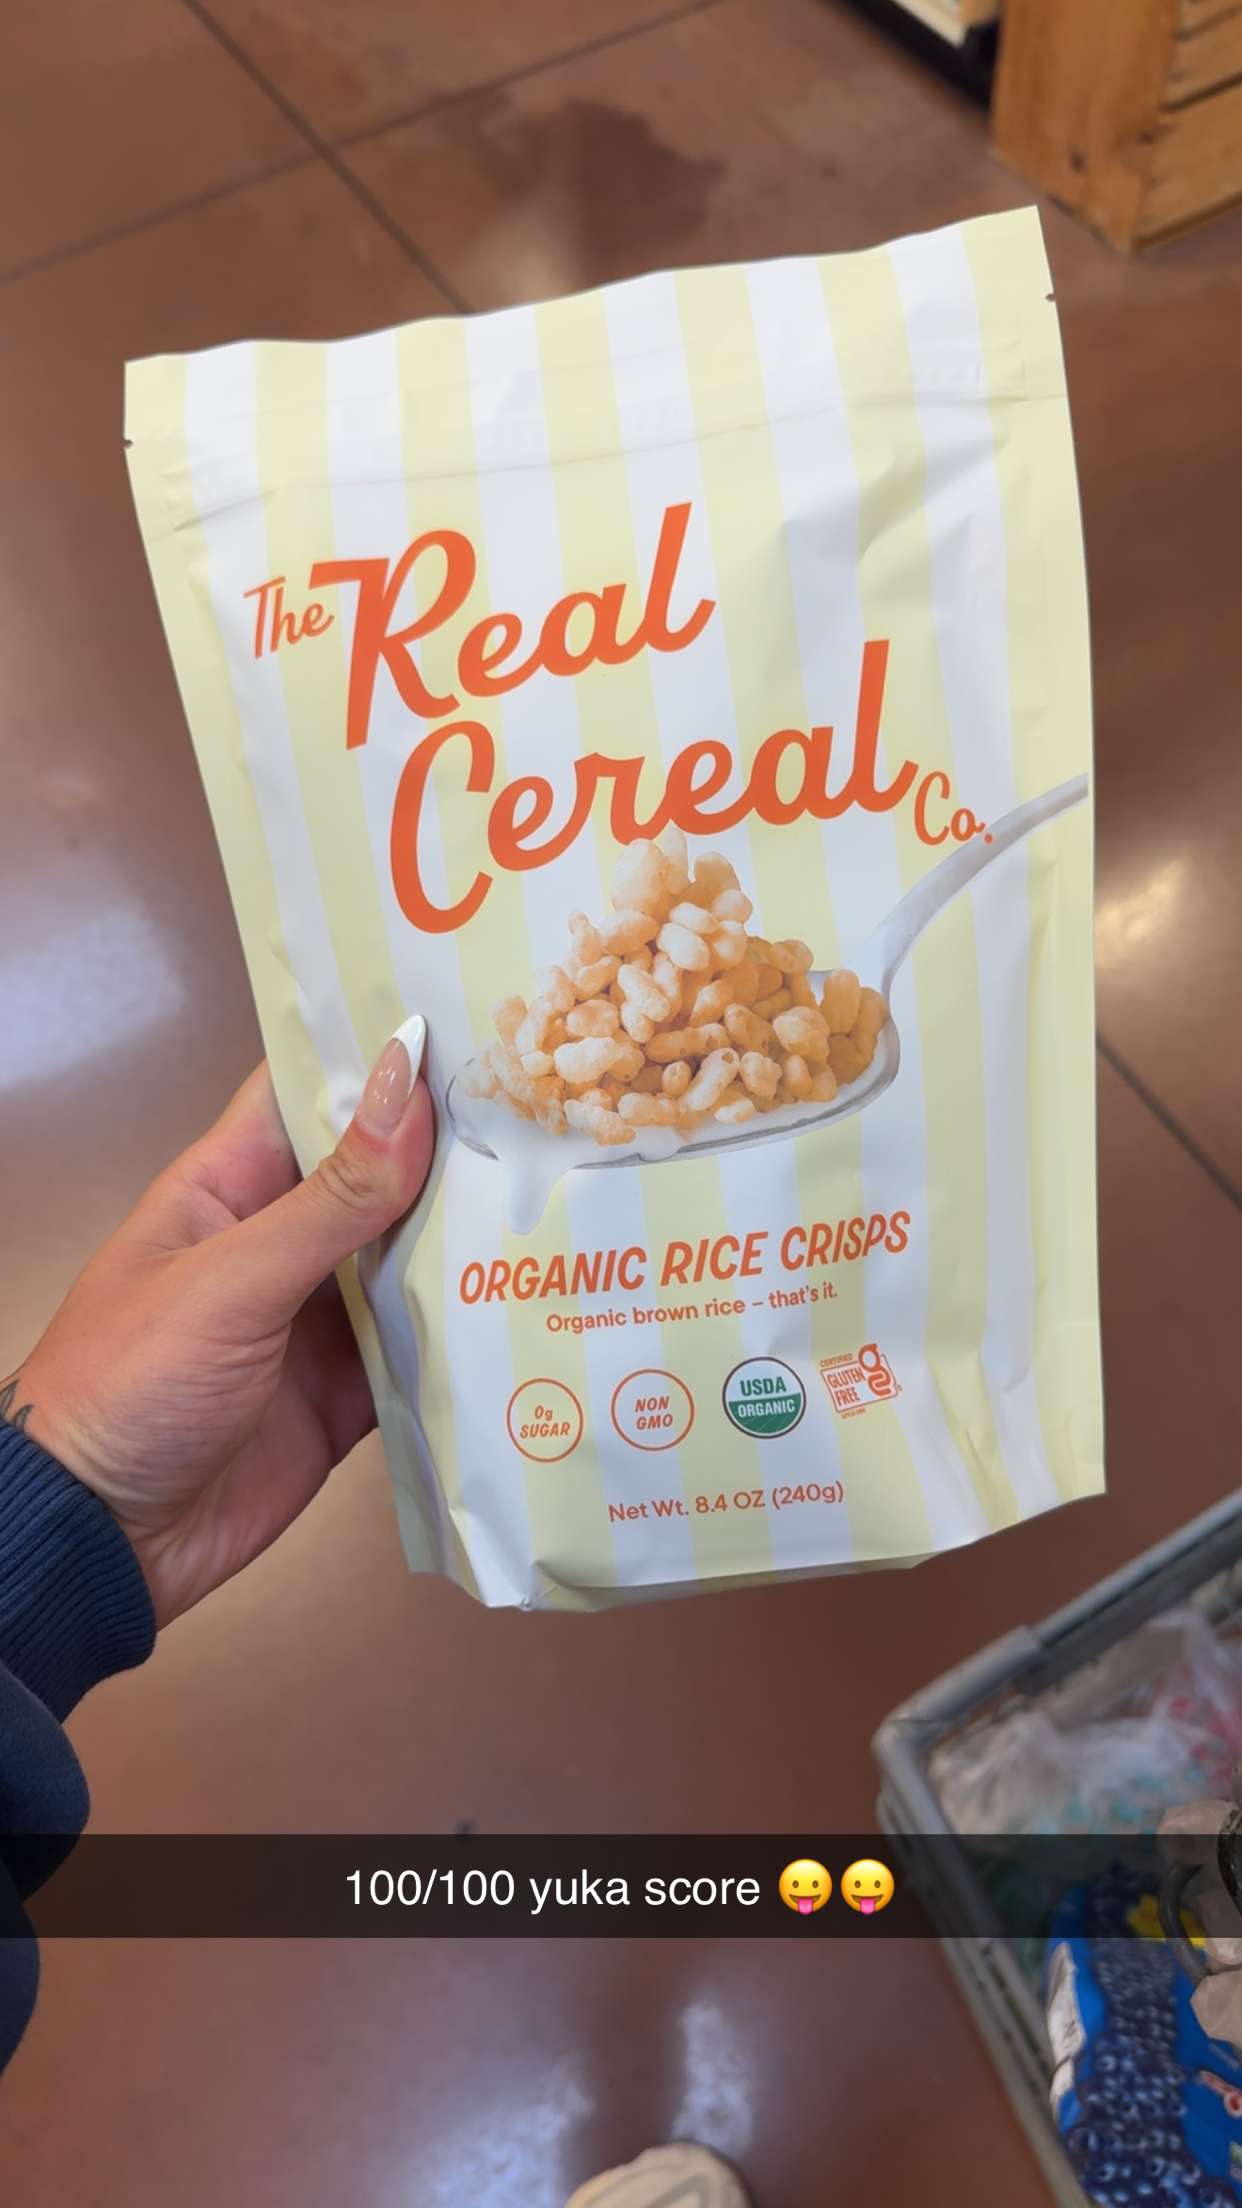 The Real
Cereal Co.
ORGANIC RICE CRISPS
Organic brown rice – that's it.
0g
SUGAR
NON
GMO
USDA
ORGANIC
CERTIFIED
GLUTEN
FREE
Net Wt. 8.4 OZ (240g)
100/100 yuka score 😛😛